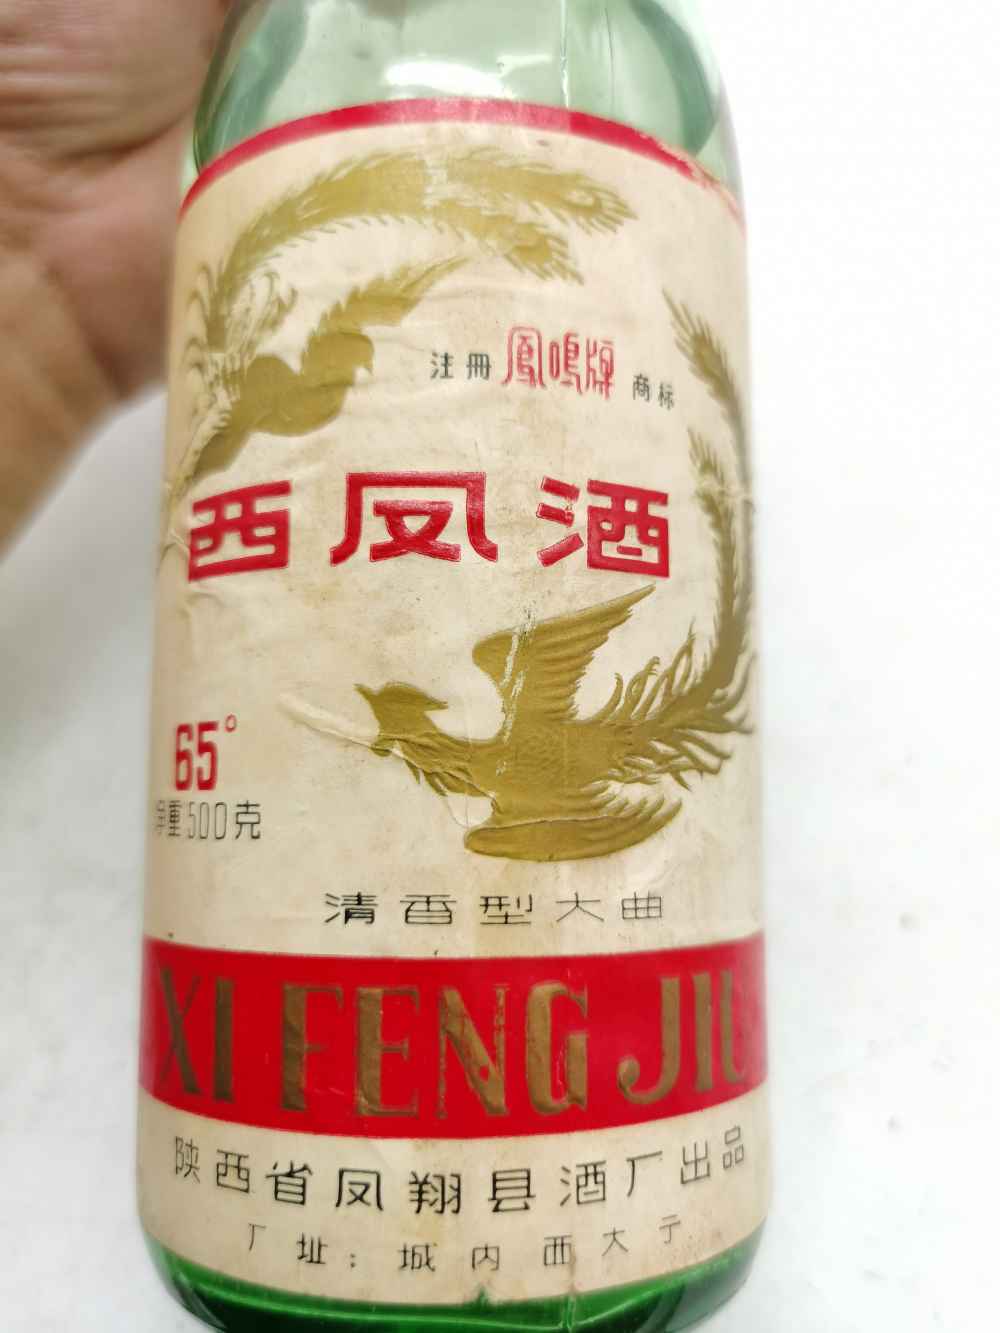 注册 鳳鳴牌 商标
西凤酒
65°
净重500克
清香型大曲
XI FENG JIU
陕西省凤翔县酒厂出品
厂址：城内西大亍